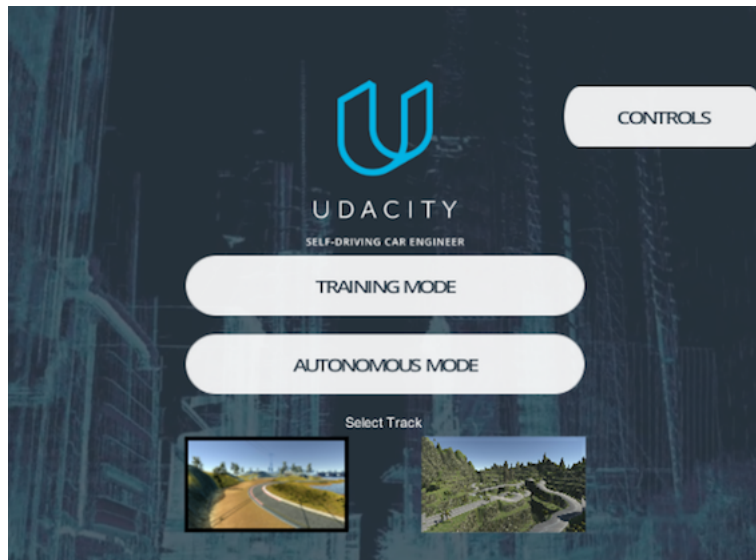 CONTROLS
UDACITY
SELF-DRIVING CAR ENGINEER
TRAINING MODE
AUTONOMOUS MODE
Select Track